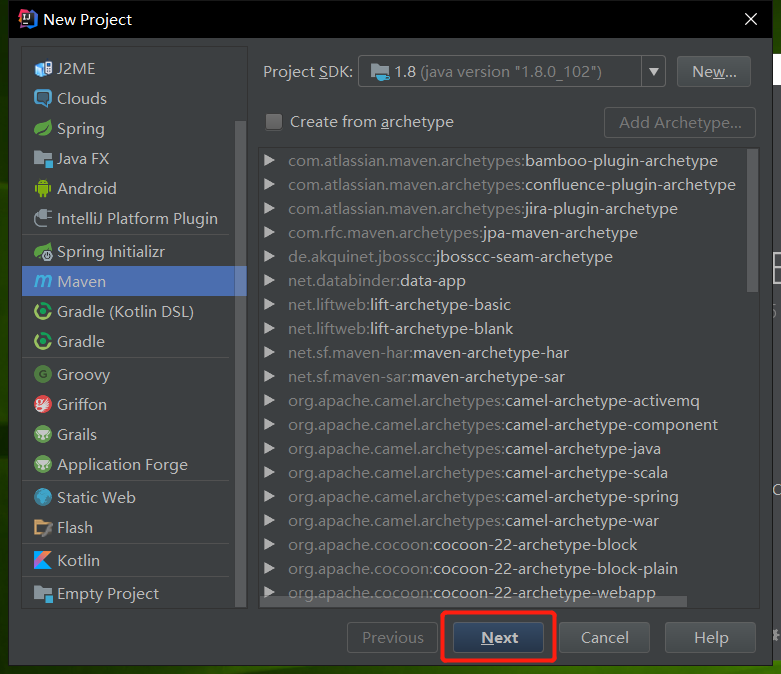 New Project
J2ME
Clouds
Spring
Java FX
Android
IntelliJ Platform Plugin
Spring Initializr
Maven
Gradle (Kotlin DSL)
Gradle
Groovy
Griffon
Grails
Application Forge
Static Web
Flash
Kotlin
Empty Project
Project SDK: 1.8 (java version "1.8.0_102") New...
Create from archetype Add Archetype...
com.atlassian.maven.archetypes:bamboo-plugin-archetype
com.atlassian.maven.archetypes:confluence-plugin-archetype
com.atlassian.maven.archetypes:jira-plugin-archetype
com.rfc.maven.archetypes:jpa-maven-archetype
de.akquinet.jbosscc:jbosscc-seam-archetype
net.databinder:data-app
net.liftweb:lift-archetype-basic
net.liftweb:lift-archetype-blank
net.sf.maven-har:maven-archetype-har
net.sf.maven-sar:maven-archetype-sar
org.apache.camel.archetypes:camel-archetype-activemq
org.apache.camel.archetypes:camel-archetype-component
org.apache.camel.archetypes:camel-archetype-java
org.apache.camel.archetypes:camel-archetype-scala
org.apache.camel.archetypes:camel-archetype-spring
org.apache.camel.archetypes:camel-archetype-war
org.apache.cocoon:cocoon-22-archetype-block
org.apache.cocoon:cocoon-22-archetype-block-plain
org.apache.cocoon:cocoon-22-archetype-webapp
Previous Next Cancel Help